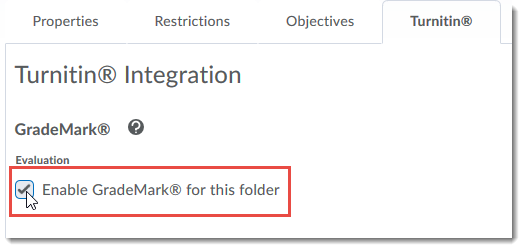 Properties Restrictions Objectives Turnitin®
Turnitin® Integration
GradeMark® ?
Evaluation
Enable GradeMark® for this folder